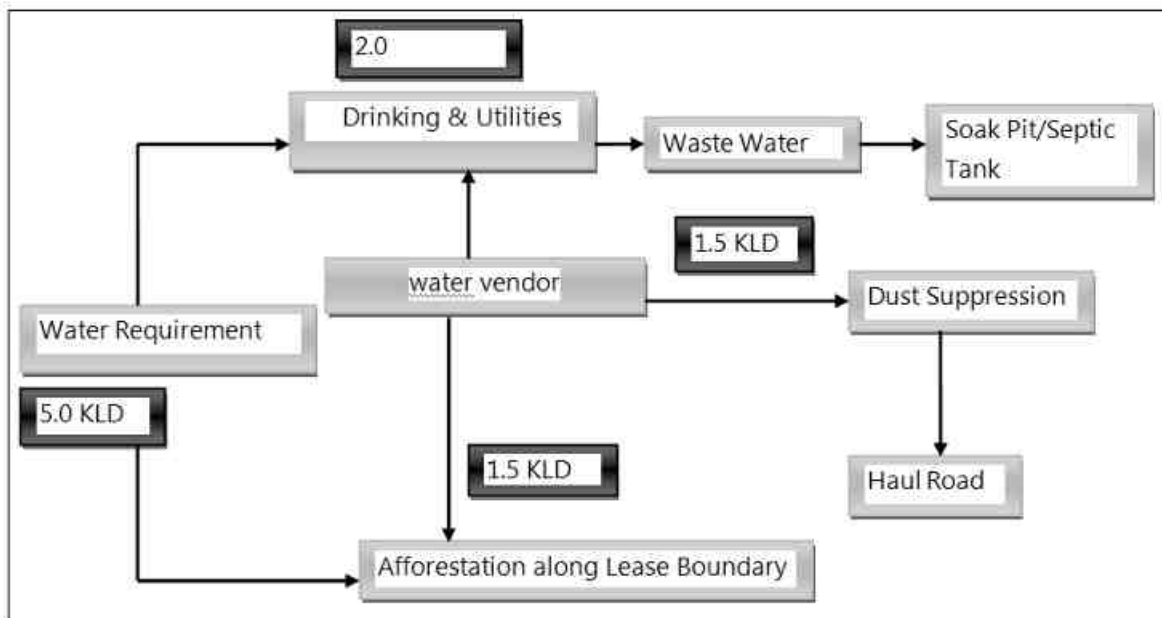 2.0
Drinking & Utilities
Waste Water
Soak Pit/Septic
Tank
1.5 KLD
water vendor
Dust Suppression
Water Requirement
5.0 KLD
1.5 KLD
Haul Road
Afforestation along Lease Boundary